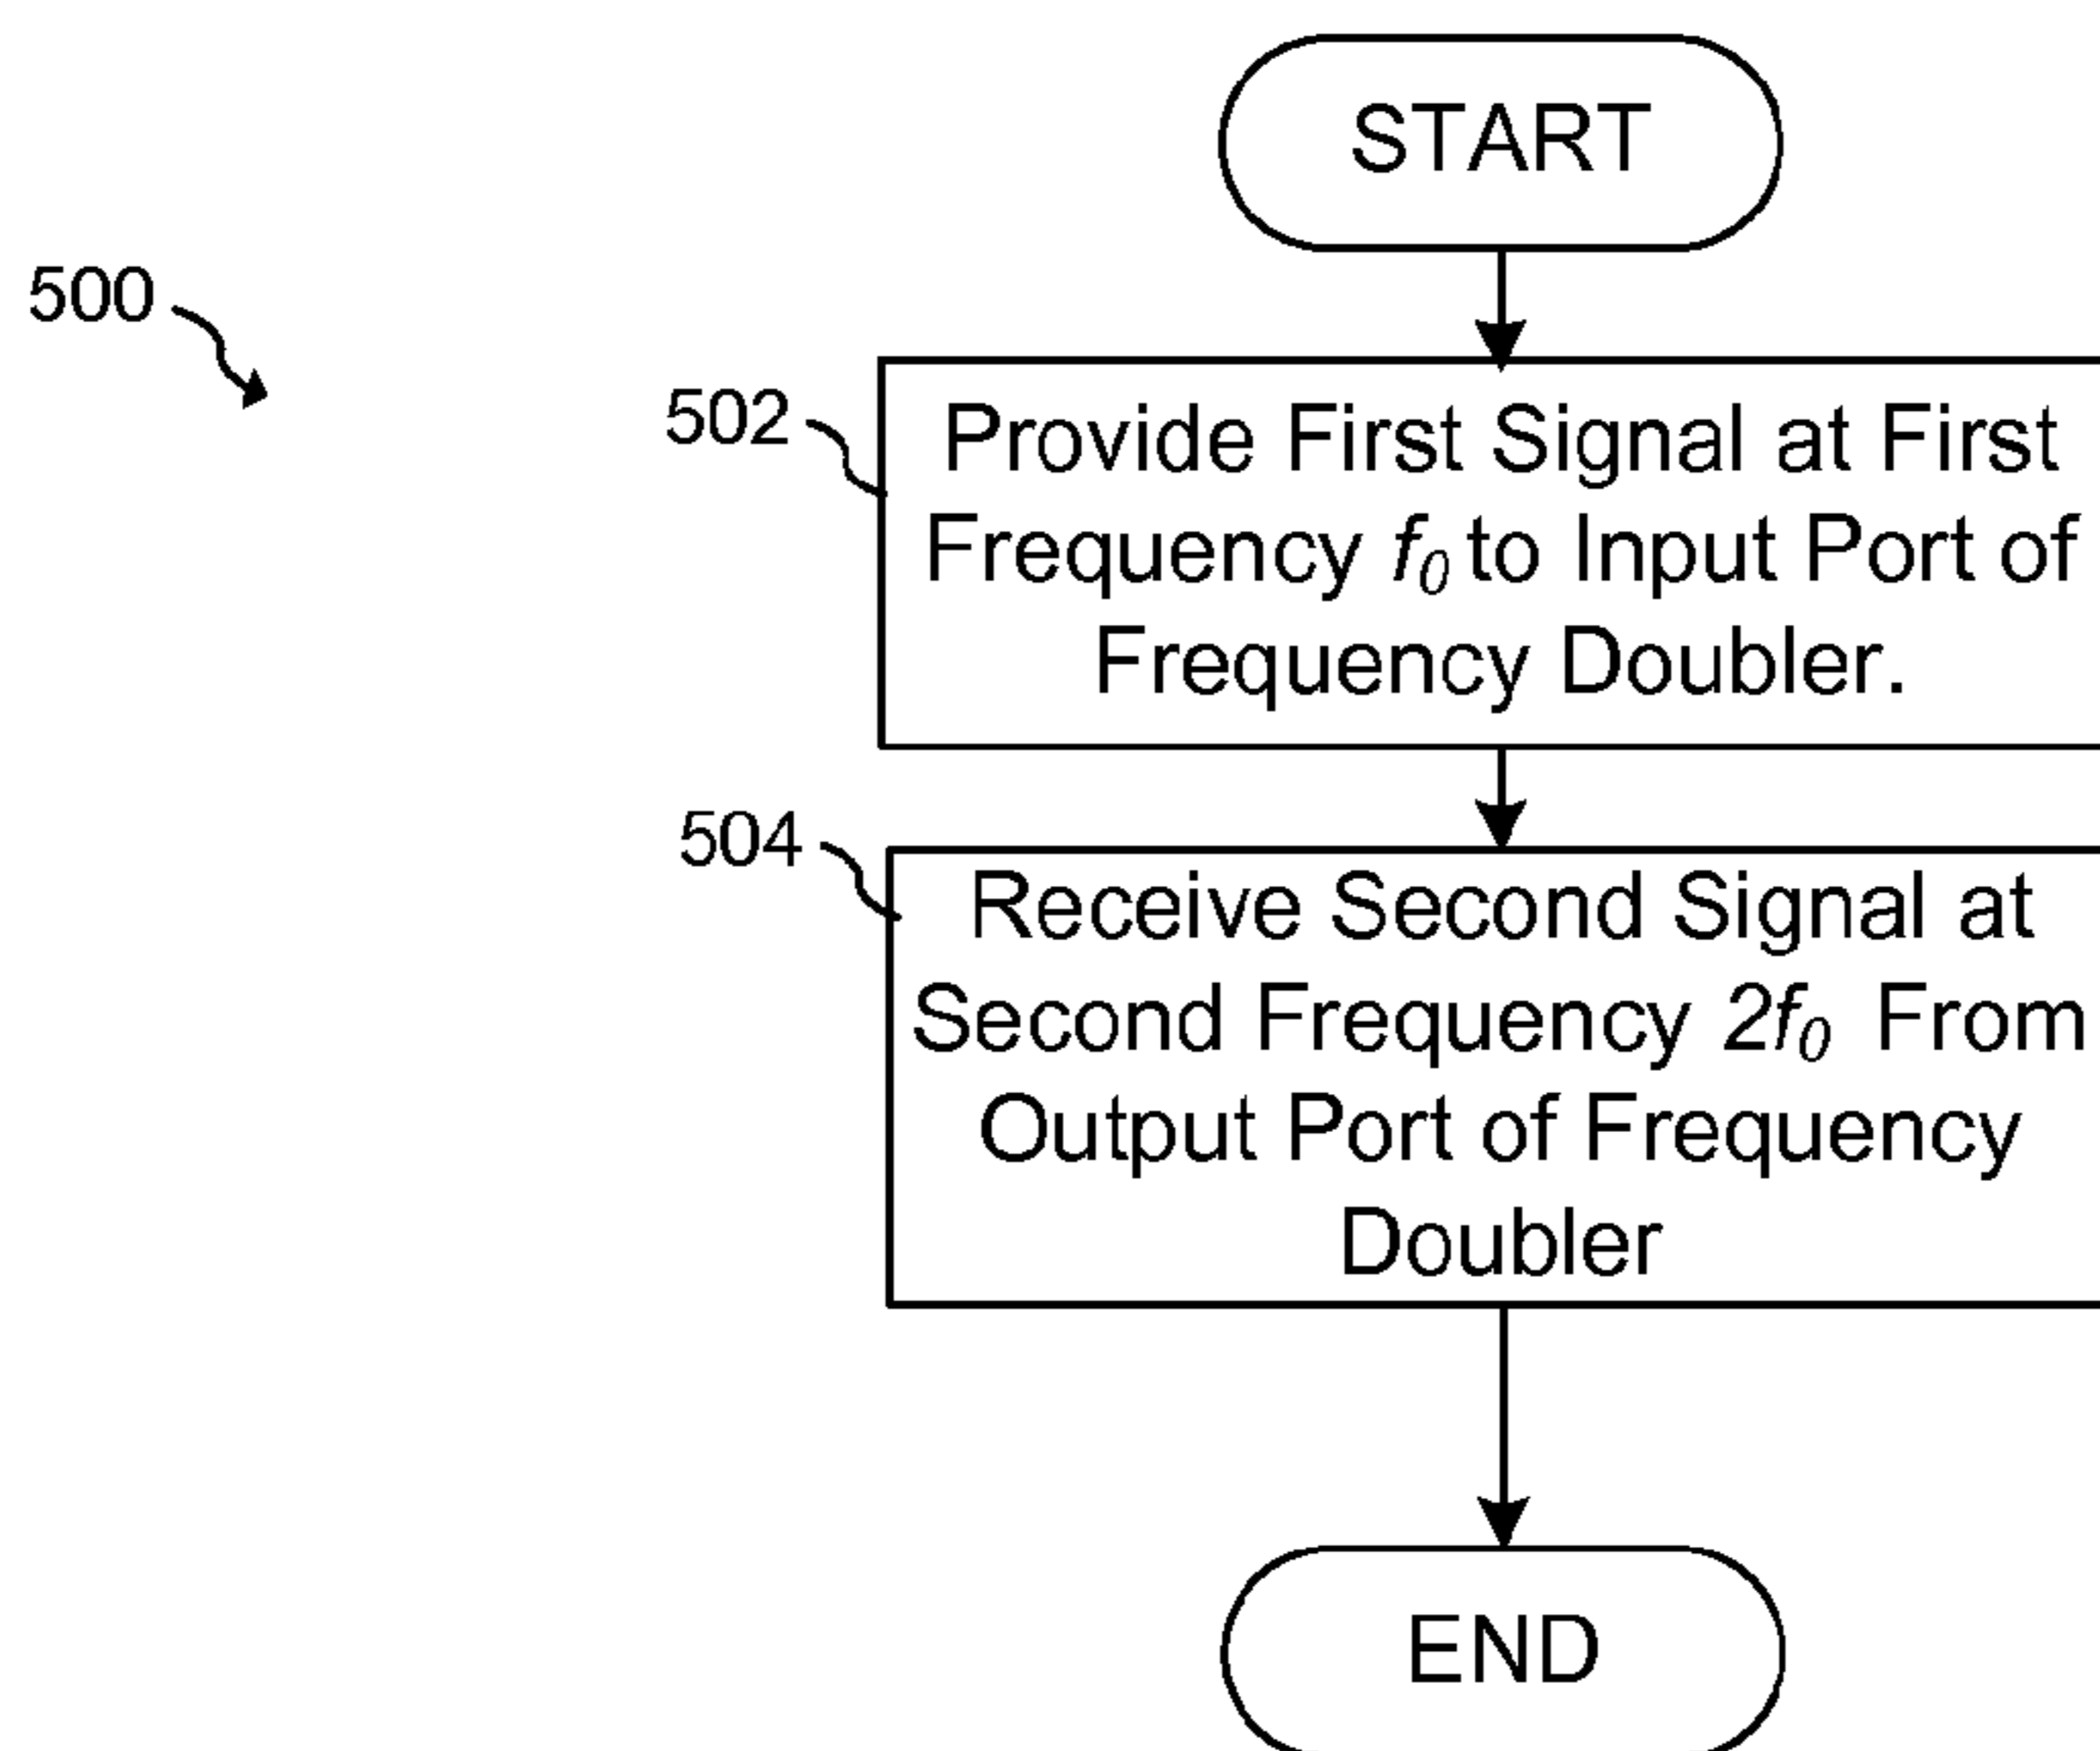 START
500
502
Provide First Signal at First
Frequency f₀ to Input Port of
Frequency Doubler.
504
Receive Second Signal at
Second Frequency 2f₀ From
Output Port of Frequency
Doubler
END